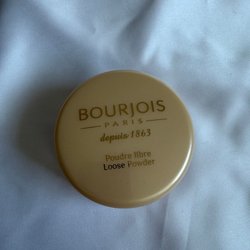 BOURJOIS
PARIS
depuis 1863
Poudre libre
Loose Powder